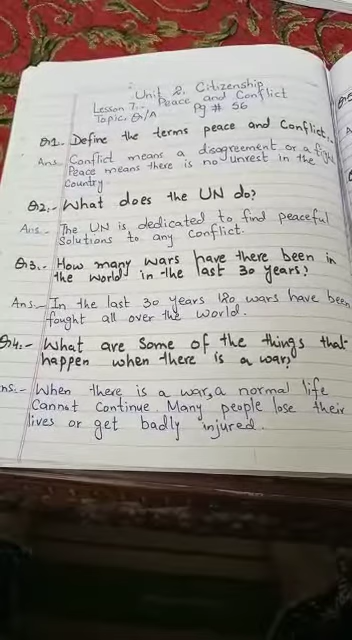 Unit 2, Citizenship
Lesson 7:- Peace and Conflict
Topic. Q/A Pg # 56
Q1:- Define the terms peace and Conflict.
Ans:- Conflict means a disagreement or a fight
Peace means there is no unrest in the
Country.
Q2:- What does the UN do?
Ans:- The UN is dedicated to find peaceful
Solutions to any Conflict.
Q3:- How many wars have there been in
the world in the last 30 years?
Ans:- In the last 30 years 120 wars have been
fought all over the World.
Q4:- What are Some of the things that
happen when there is a war?
ns:- When there is a war, a normal life
Cannot Continue. Many people lose their
lives or get badly injured.